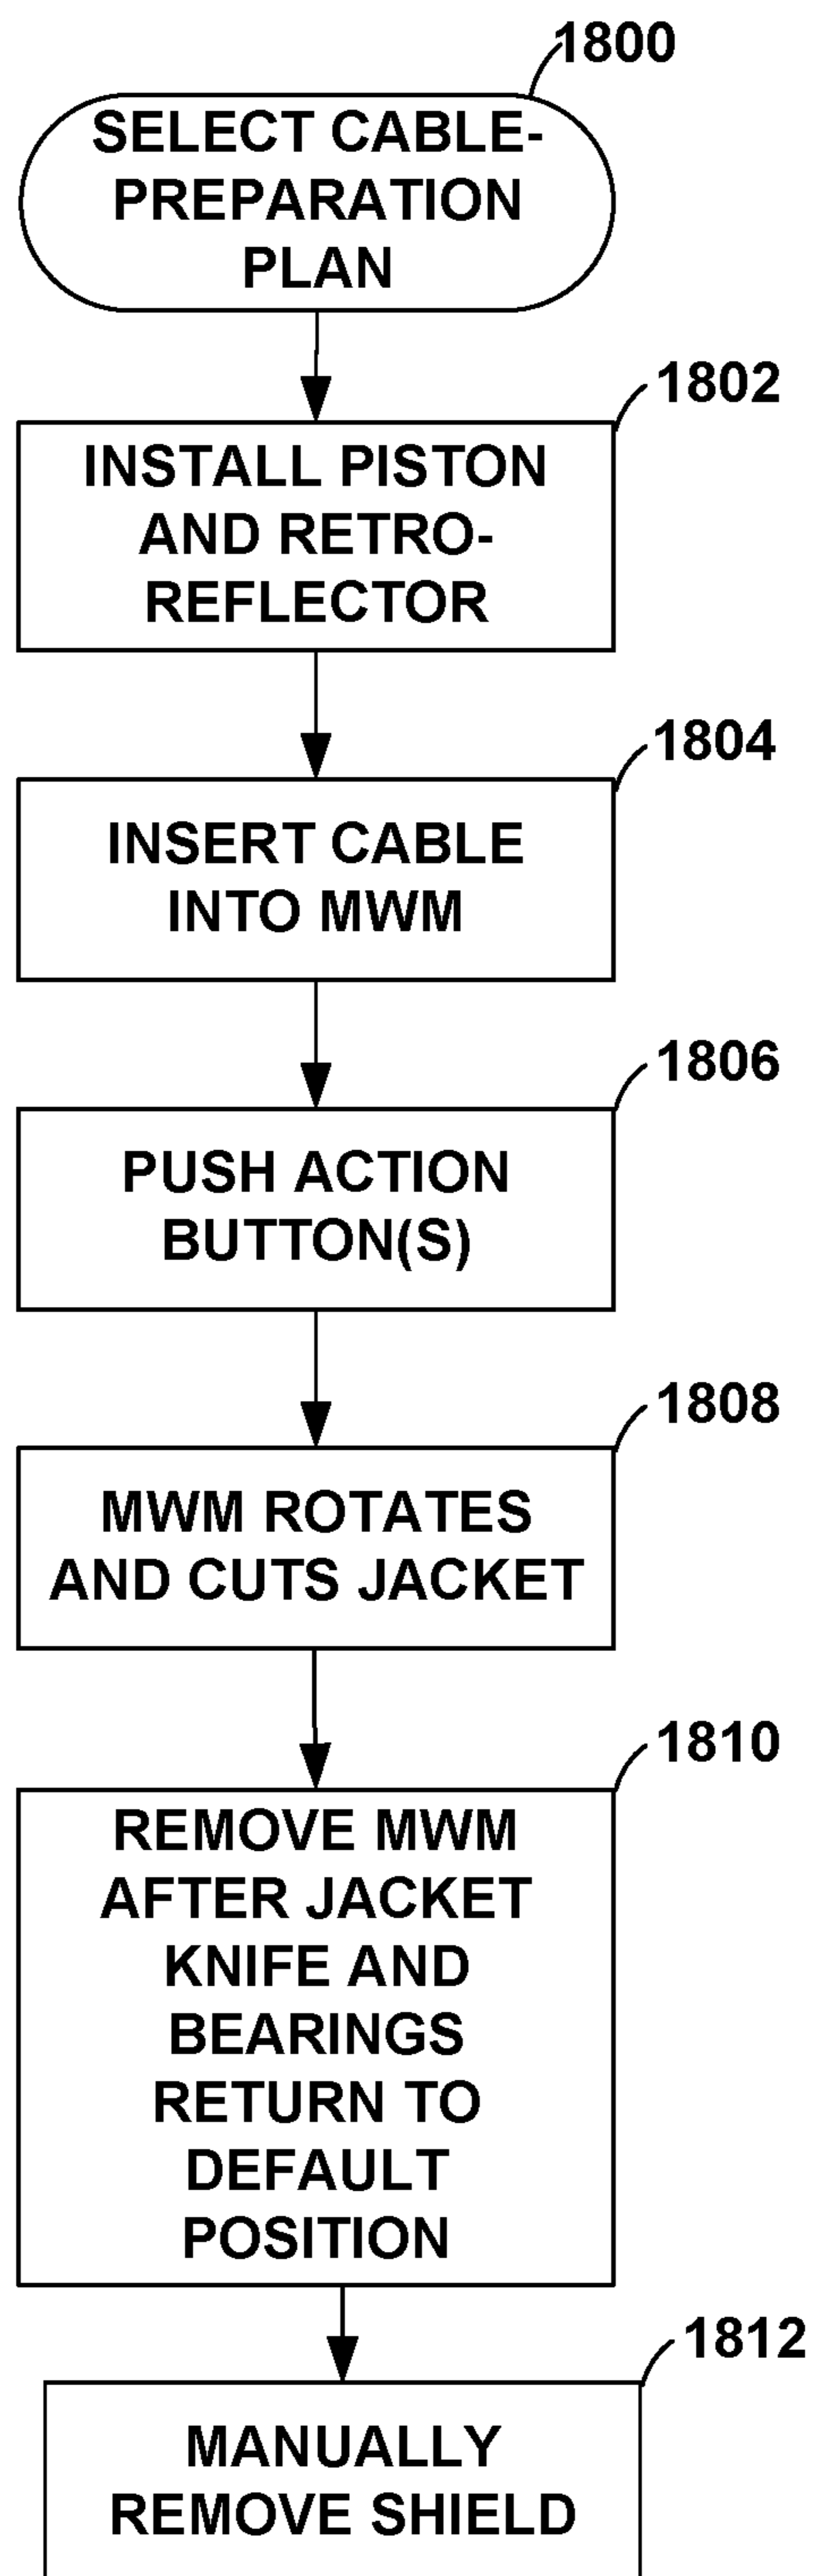 1800
SELECT CABLE-
PREPARATION
PLAN
1802
INSTALL PISTON
AND RETRO-
REFLECTOR
1804
INSERT CABLE
INTO MWM
1806
PUSH ACTION
BUTTON(S)
1808
MWM ROTATES
AND CUTS JACKET
1810
REMOVE MWM
AFTER JACKET
KNIFE AND
BEARINGS
RETURN TO
DEFAULT
POSITION
1812
MANUALLY
REMOVE SHIELD